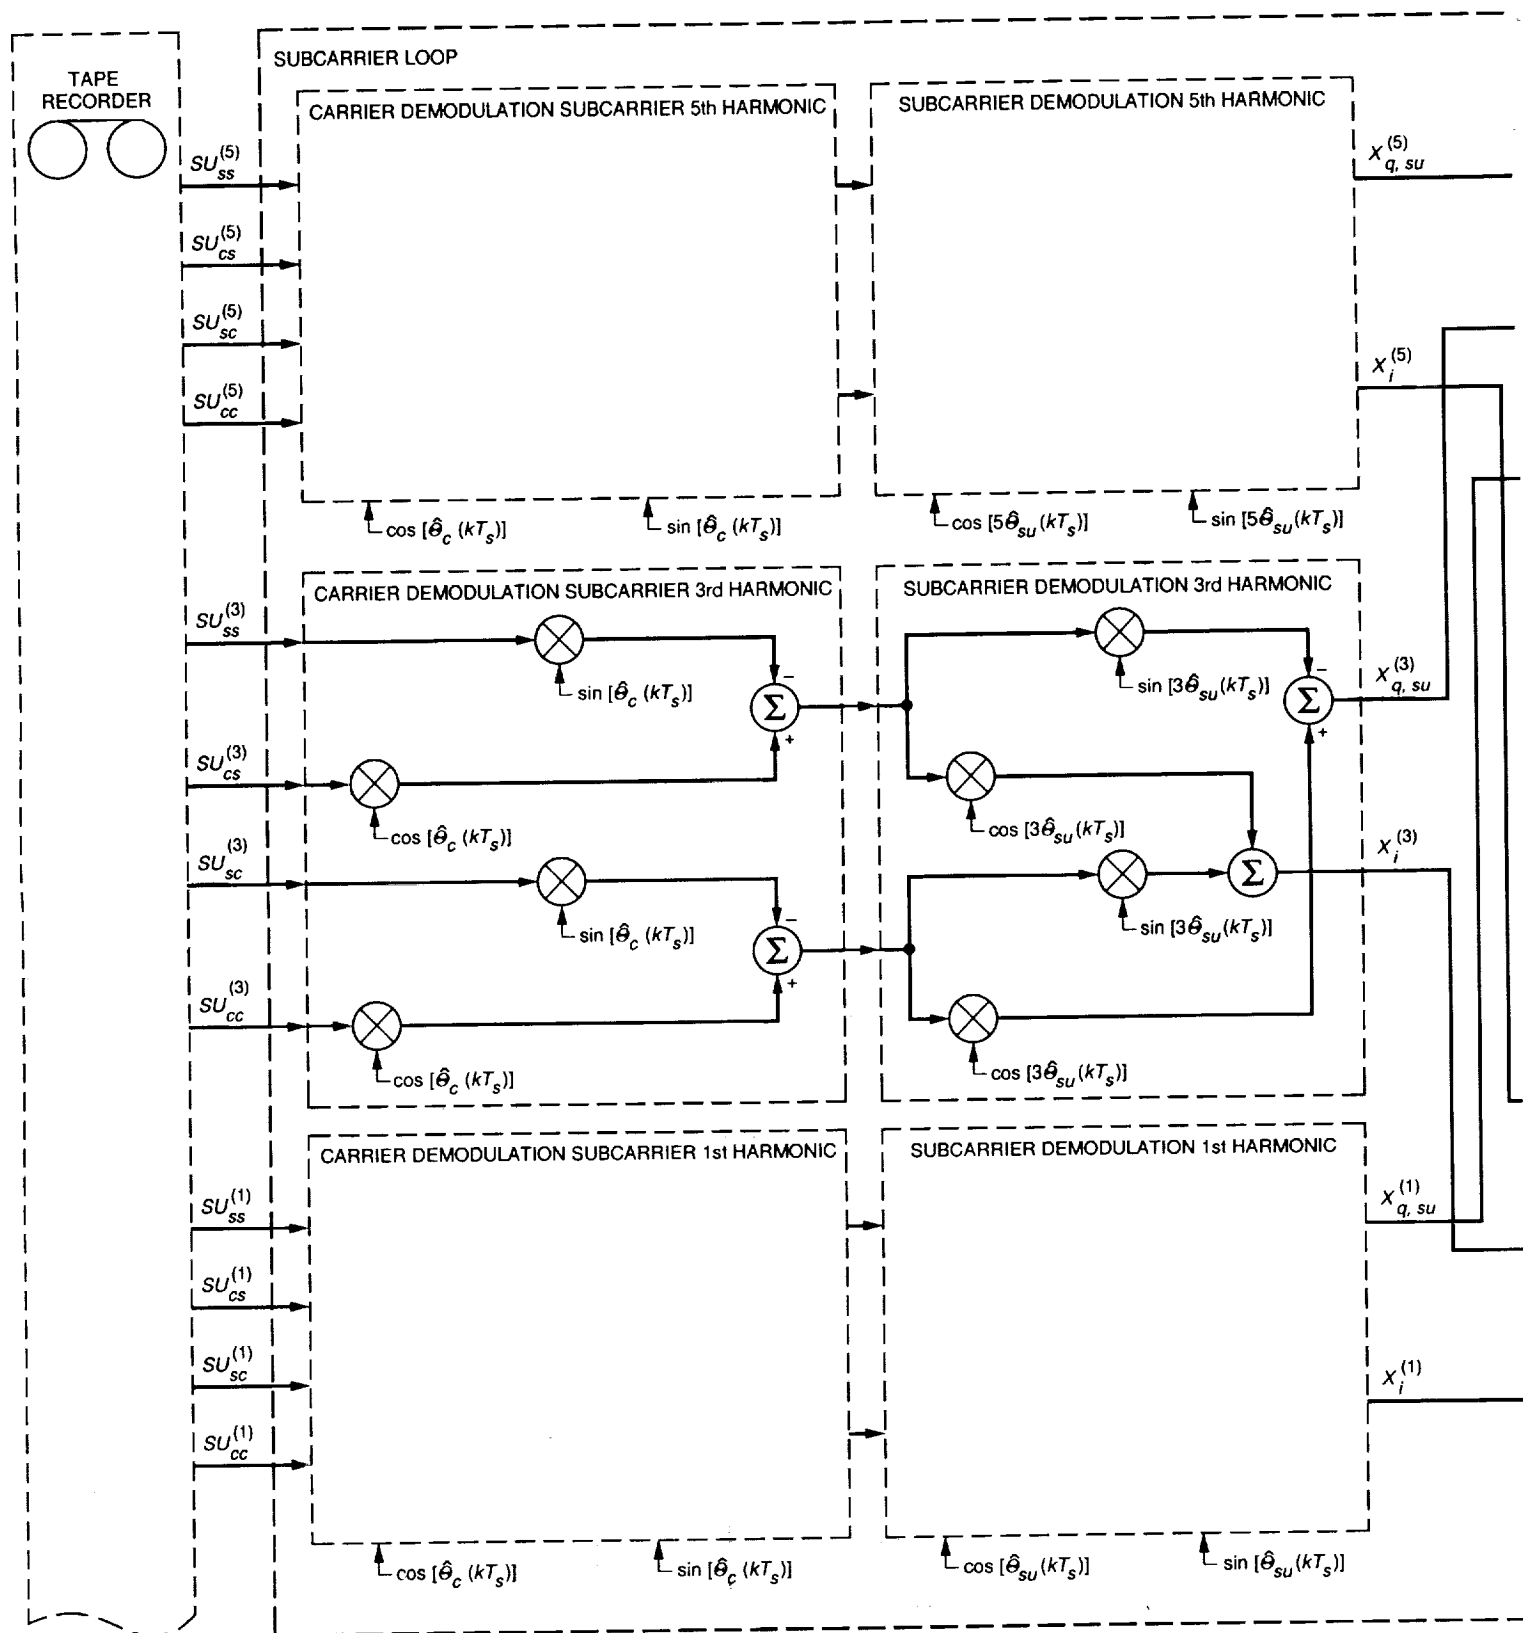 SUBCARRIER LOOP
TAPE
RECORDER
CARRIER DEMODULATION SUBCARRIER 5th HARMONIC
SUBCARRIER DEMODULATION 5th HARMONIC
SU_{ss}^{(5)}
SU_{cs}^{(5)}
SU_{sc}^{(5)}
SU_{cc}^{(5)}
X_{q, su}^{(5)}
X_i^{(5)}
cos [θ̂_c (kT_s)]
sin [θ̂_c (kT_s)]
cos [5θ̂_{su} (kT_s)]
sin [5θ̂_{su} (kT_s)]
CARRIER DEMODULATION SUBCARRIER 3rd HARMONIC
SUBCARRIER DEMODULATION 3rd HARMONIC
SU_{ss}^{(3)}
sin [θ̂_c (kT_s)]
−
Σ
+
SU_{cs}^{(3)}
cos [θ̂_c (kT_s)]
SU_{sc}^{(3)}
sin [θ̂_c (kT_s)]
−
Σ
+
SU_{cc}^{(3)}
cos [θ̂_c (kT_s)]
sin [3θ̂_{su} (kT_s)]
−
Σ
+
X_{q, su}^{(3)}
cos [3θ̂_{su} (kT_s)]
Σ
X_i^{(3)}
sin [3θ̂_{su} (kT_s)]
cos [3θ̂_{su} (kT_s)]
CARRIER DEMODULATION SUBCARRIER 1st HARMONIC
SUBCARRIER DEMODULATION 1st HARMONIC
SU_{ss}^{(1)}
SU_{cs}^{(1)}
SU_{sc}^{(1)}
SU_{cc}^{(1)}
X_{q, su}^{(1)}
X_i^{(1)}
cos [θ̂_c (kT_s)]
sin [θ̂_c (kT_s)]
cos [θ̂_{su} (kT_s)]
sin [θ̂_{su} (kT_s)]